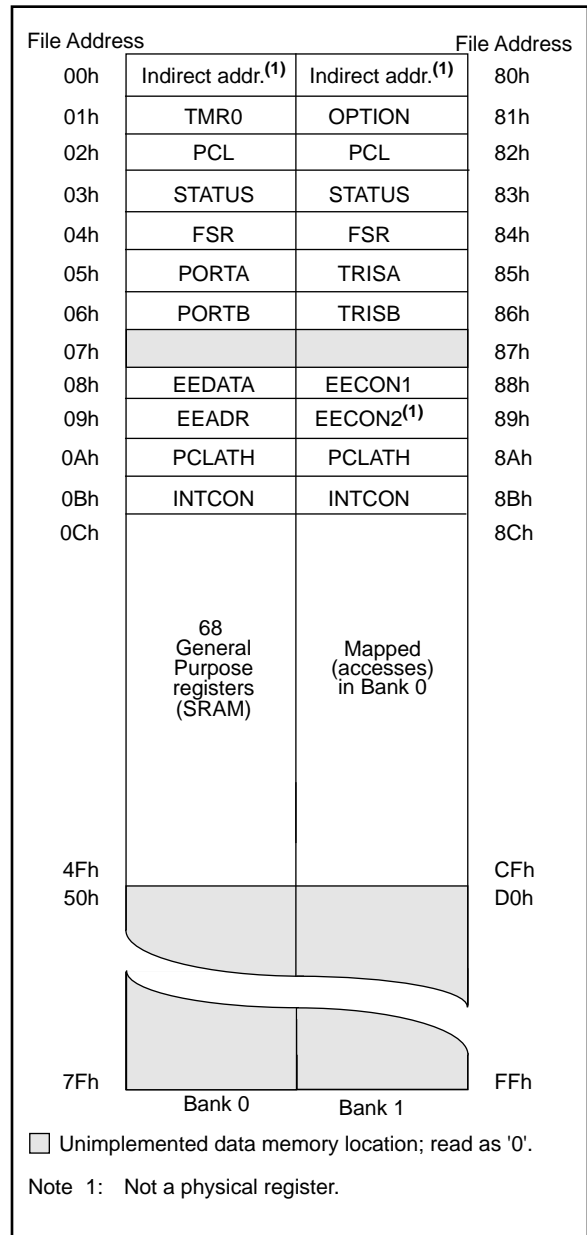 File Address File Address
00h Indirect addr.(1) Indirect addr.(1) 80h
01h TMR0 OPTION 81h
02h PCL PCL 82h
03h STATUS STATUS 83h
04h FSR FSR 84h
05h PORTA TRISA 85h
06h PORTB TRISB 86h
07h 87h
08h EEDATA EECON1 88h
09h EEADR EECON2(1) 89h
0Ah PCLATH PCLATH 8Ah
0Bh INTCON INTCON 8Bh
0Ch 8Ch
68
General
Purpose
registers
(SRAM)
Mapped
(accesses)
in Bank 0
4Fh CFh
50h D0h
7Fh FFh
Bank 0 Bank 1
Unimplemented data memory location; read as '0'.
Note 1: Not a physical register.